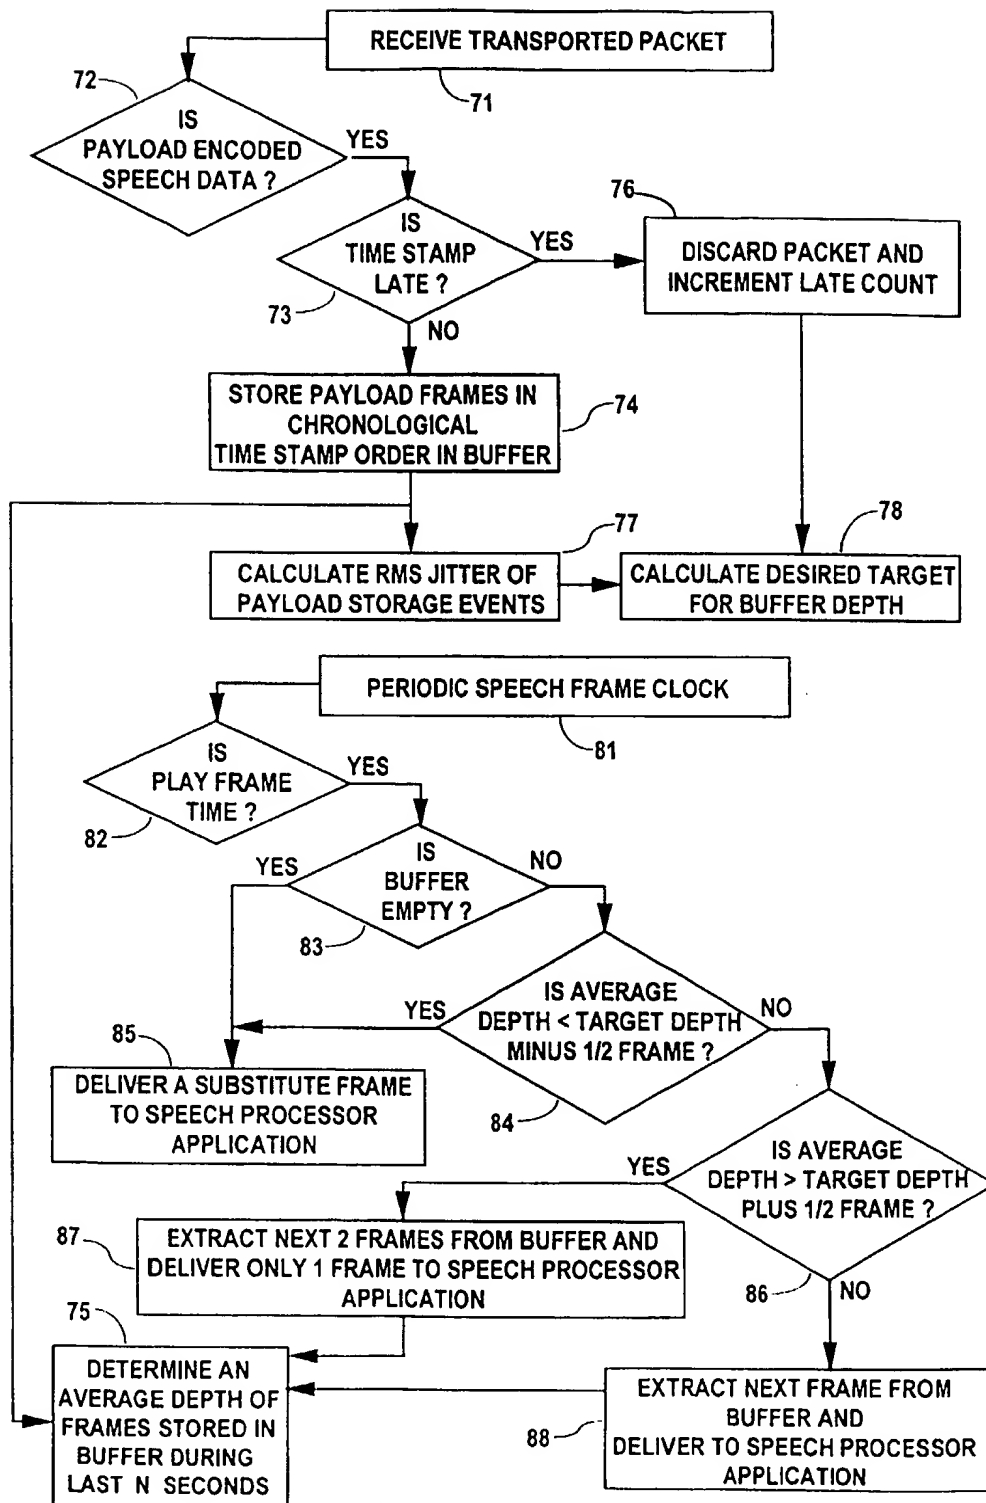 RECEIVE TRANSPORTED PACKET
71
72
IS
PAYLOAD ENCODED
SPEECH DATA ?
YES
IS
TIME STAMP
LATE ?
73
YES
NO
76
DISCARD PACKET AND
INCREMENT LATE COUNT
STORE PAYLOAD FRAMES IN
CHRONOLOGICAL
TIME STAMP ORDER IN BUFFER
74
77
CALCULATE RMS JITTER OF
PAYLOAD STORAGE EVENTS
78
CALCULATE DESIRED TARGET
FOR BUFFER DEPTH
PERIODIC SPEECH FRAME CLOCK
81
IS
PLAY FRAME
TIME ?
82
YES
IS
BUFFER
EMPTY ?
83
YES
NO
IS AVERAGE
DEPTH < TARGET DEPTH
MINUS 1/2 FRAME ?
84
YES
NO
85
DELIVER A SUBSTITUTE FRAME
TO SPEECH PROCESSOR
APPLICATION
IS AVERAGE
DEPTH > TARGET DEPTH
PLUS 1/2 FRAME ?
86
YES
NO
87
EXTRACT NEXT 2 FRAMES FROM BUFFER AND
DELIVER ONLY 1 FRAME TO SPEECH PROCESSOR
APPLICATION
75
DETERMINE AN
AVERAGE DEPTH OF
FRAMES STORED IN
BUFFER DURING
LAST N SECONDS
88
EXTRACT NEXT FRAME FROM
BUFFER AND
DELIVER TO SPEECH PROCESSOR
APPLICATION